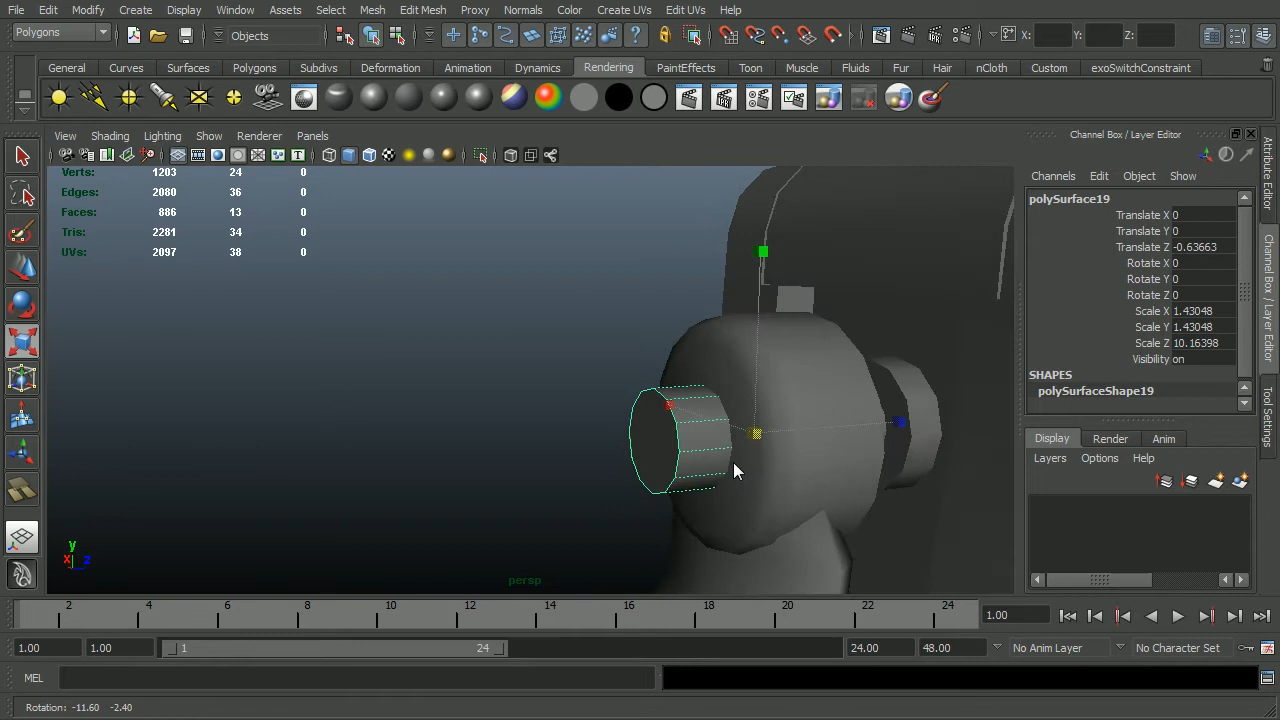 File Edit Modify Create Display Window Assets Select Mesh Edit Mesh Proxy Normals Color Create UVs Edit UVs Help
Polygons Objects X: Y: Z:
General Curves Surfaces Polygons Subdivs Deformation Animation Dynamics Rendering PaintEffects Toon Muscle Fluids Fur Hair nCloth Custom exoSwitchConstraint
View Shading Lighting Show Renderer Panels
Channel Box / Layer Editor
Verts: 1203 24 0
Edges: 2080 36 0
Faces: 886 13 0
Tris: 2281 34 0
UVs: 2097 38 0
Channels Edit Object Show
polySurface19
Translate X 0
Translate Y 0
Translate Z -0.63663
Rotate X 0
Rotate Y 0
Rotate Z 0
Scale X 1.43048
Scale Y 1.43048
Scale Z 10.16398
Visibility on
SHAPES
polySurfaceShape19
Display Render Anim
Layers Options Help
Attribute Editor
Channel Box / Layer Editor
Tool Settings
y
x z
persp
2 4 6 8 10 12 14 16 18 20 22 24
1.00
1.00 1.00 1 24 24.00 48.00 No Anim Layer No Character Set
MEL
Rotation: -11.60 -2.40